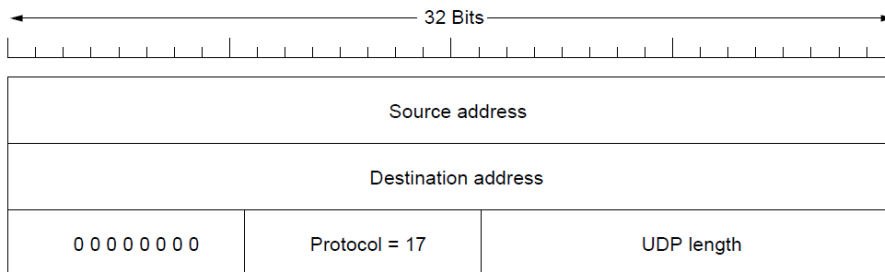 32 Bits
Source address
Destination address
0 0 0 0 0 0 0 0 Protocol = 17 UDP length